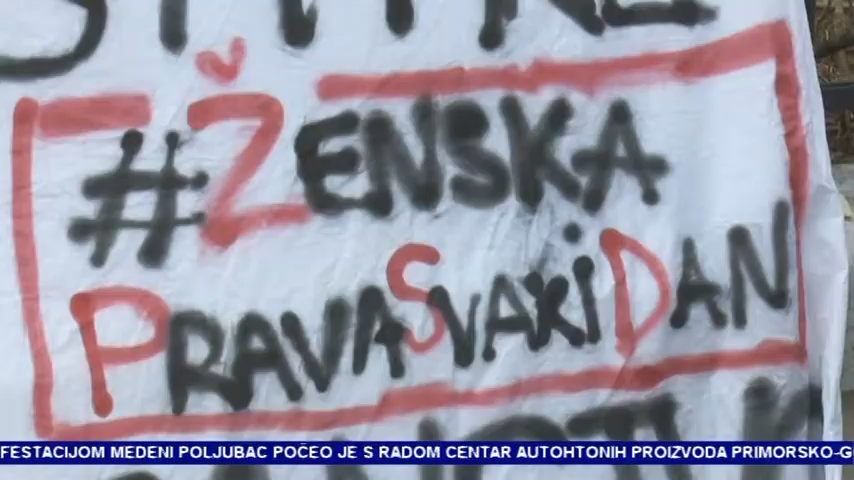 #ŽENSKA
PRAVASVAKIDAN
FESTACIJOM MEDENI POLJUBAC POČEO JE S RADOM CENTAR AUTOHTONIH PROIZVODA PRIMORSKO-G